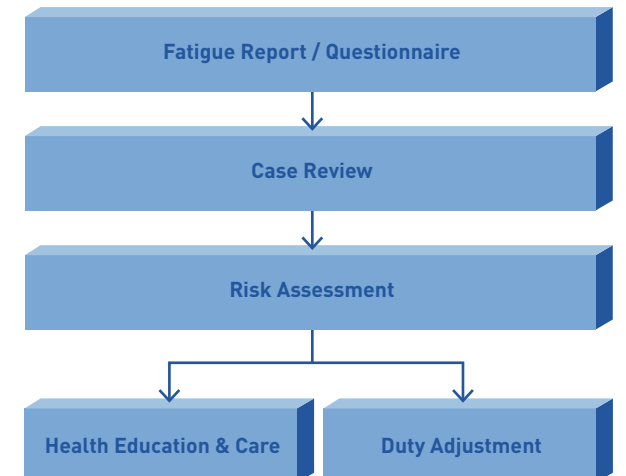 Fatigue Report / Questionnaire
Case Review
Risk Assessment
Health Education & Care
Duty Adjustment